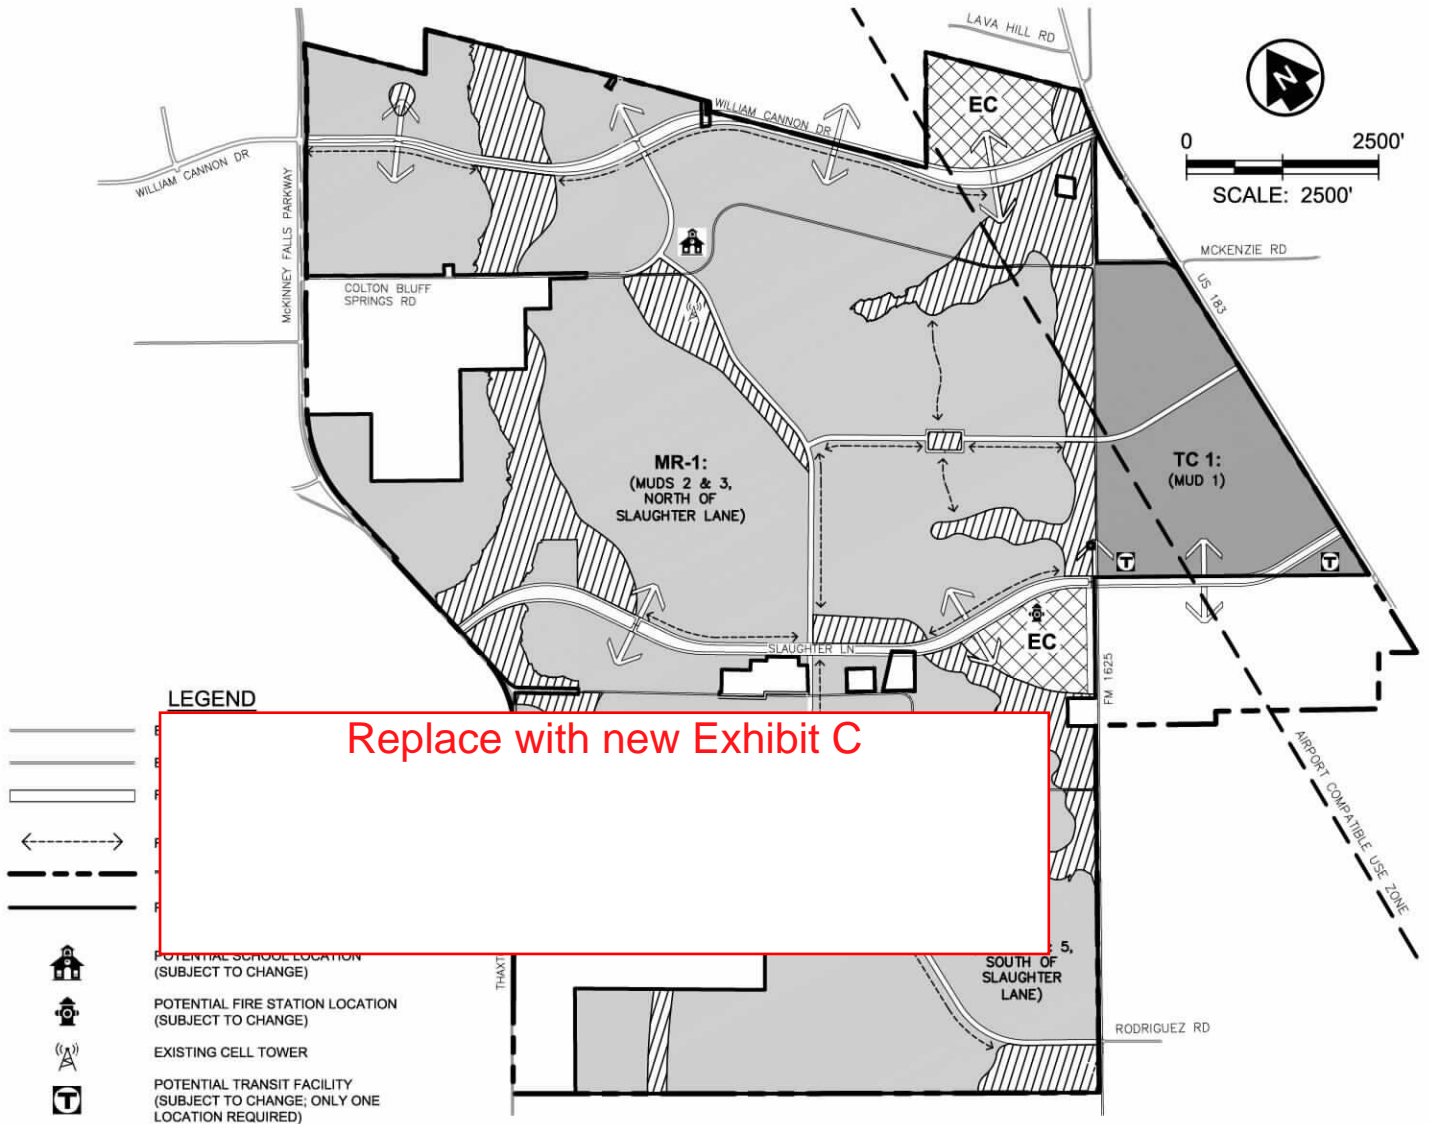 LAVA HILL RD
EC
N
WILLIAM CANNON DR
0 2500'
SCALE: 2500'
WILLIAM CANNON DR
McKINNEY FALLS PARKWAY
MCKENZIE RD
US 183
COLTON BLUFF
SPRINGS RD
MR-1:
(MUDS 2 & 3,
NORTH OF
SLAUGHTER LANE)
TC 1:
(MUD 1)
T
T
EC
SLAUGHTER LN
FM 1625
AIRPORT COMPATIBLE USE ZONE
LEGEND
Replace with new Exhibit C
POTENTIAL SCHOOL LOCATION
(SUBJECT TO CHANGE)
POTENTIAL FIRE STATION LOCATION
(SUBJECT TO CHANGE)
EXISTING CELL TOWER
T
POTENTIAL TRANSIT FACILITY
(SUBJECT TO CHANGE; ONLY ONE
LOCATION REQUIRED)
THAXT
5,
SOUTH OF
SLAUGHTER
LANE)
RODRIGUEZ RD